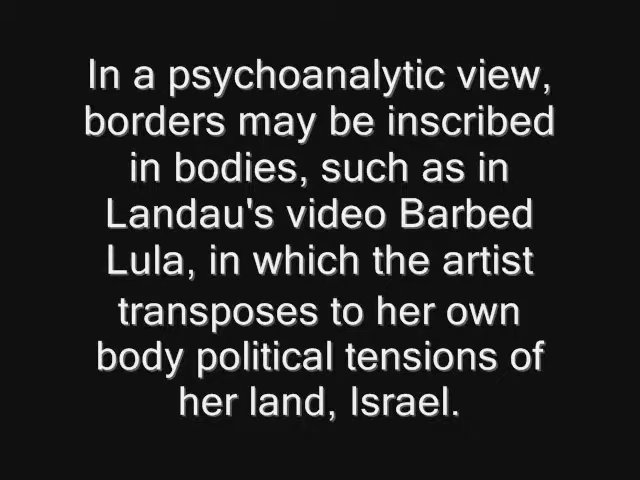 In a psychoanalytic view,
borders may be inscribed
in bodies, such as in
Landau's video Barbed
Lula, in which the artist
transposes to her own
body political tensions of
her land, Israel.